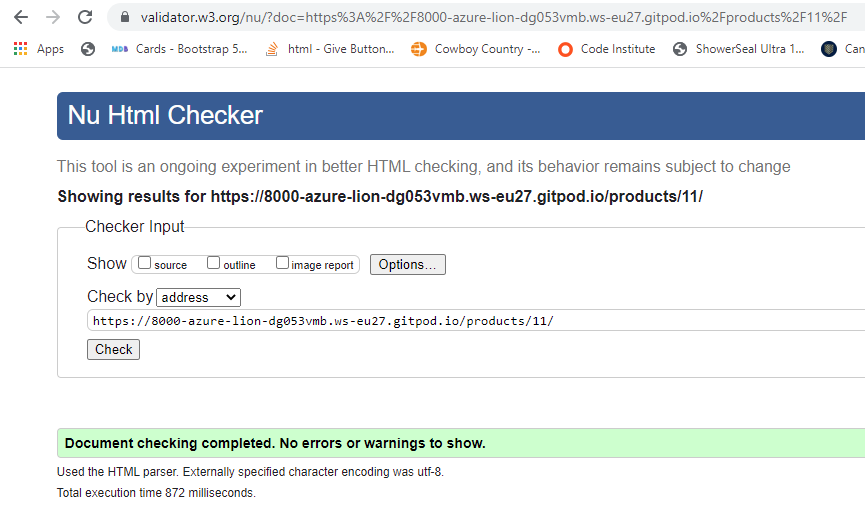 validator.w3.org/nu/?doc=https%3A%2F%2F8000-azure-lion-dg053vmb.ws-eu27.gitpod.io%2Fproducts%2F11%2F
Apps MDB Cards - Bootstrap 5... html - Give Button... Cowboy Country -... Code Institute ShowerSeal Ultra 1... Can
Nu Html Checker
This tool is an ongoing experiment in better HTML checking, and its behavior remains subject to change
Showing results for https://8000-azure-lion-dg053vmb.ws-eu27.gitpod.io/products/11/
Checker Input
Show source outline image report Options...
Check by address
https://8000-azure-lion-dg053vmb.ws-eu27.gitpod.io/products/11/
Check
Document checking completed. No errors or warnings to show.
Used the HTML parser. Externally specified character encoding was utf-8.
Total execution time 872 milliseconds.